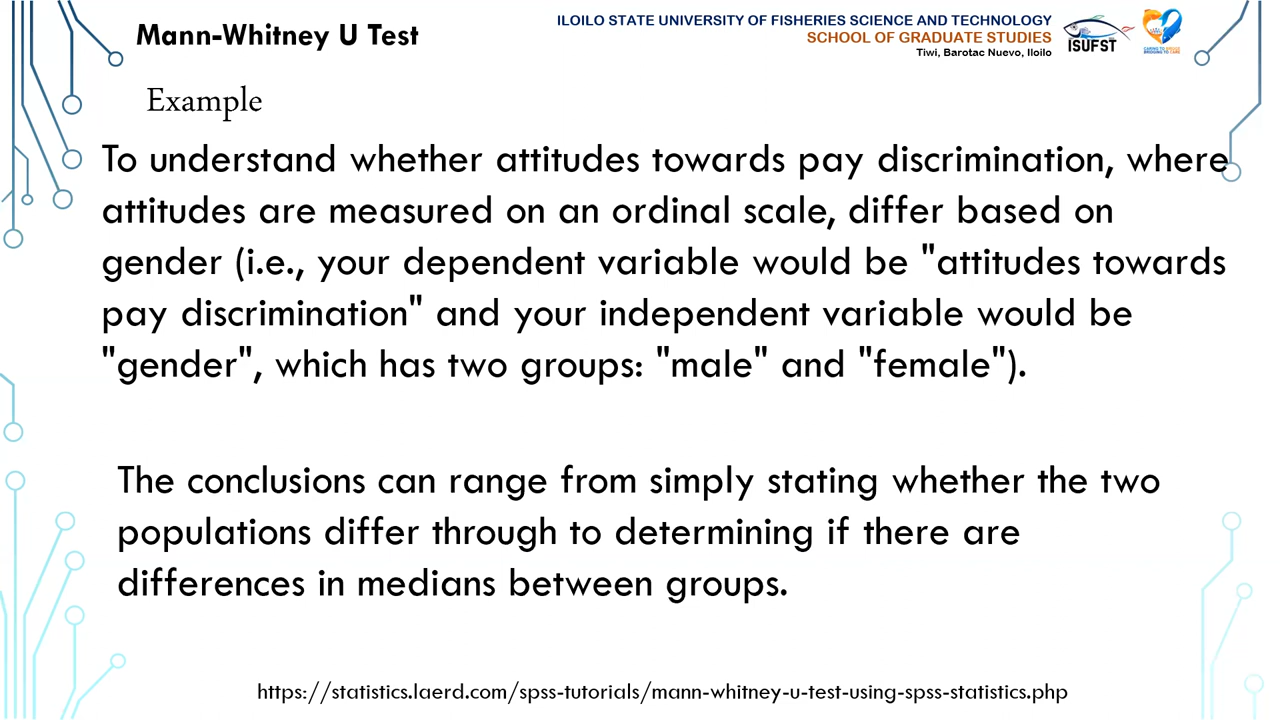 Mann-Whitney U Test
ILOILO STATE UNIVERSITY OF FISHERIES SCIENCE AND TECHNOLOGY
SCHOOL OF GRADUATE STUDIES
Tiwi, Barotac Nuevo, Iloilo
ISUFST
Example
To understand whether attitudes towards pay discrimination, where
attitudes are measured on an ordinal scale, differ based on
gender (i.e., your dependent variable would be "attitudes towards
pay discrimination" and your independent variable would be
"gender", which has two groups: "male" and "female").
The conclusions can range from simply stating whether the two
populations differ through to determining if there are
differences in medians between groups.
https://statistics.laerd.com/spss-tutorials/mann-whitney-u-test-using-spss-statistics.php